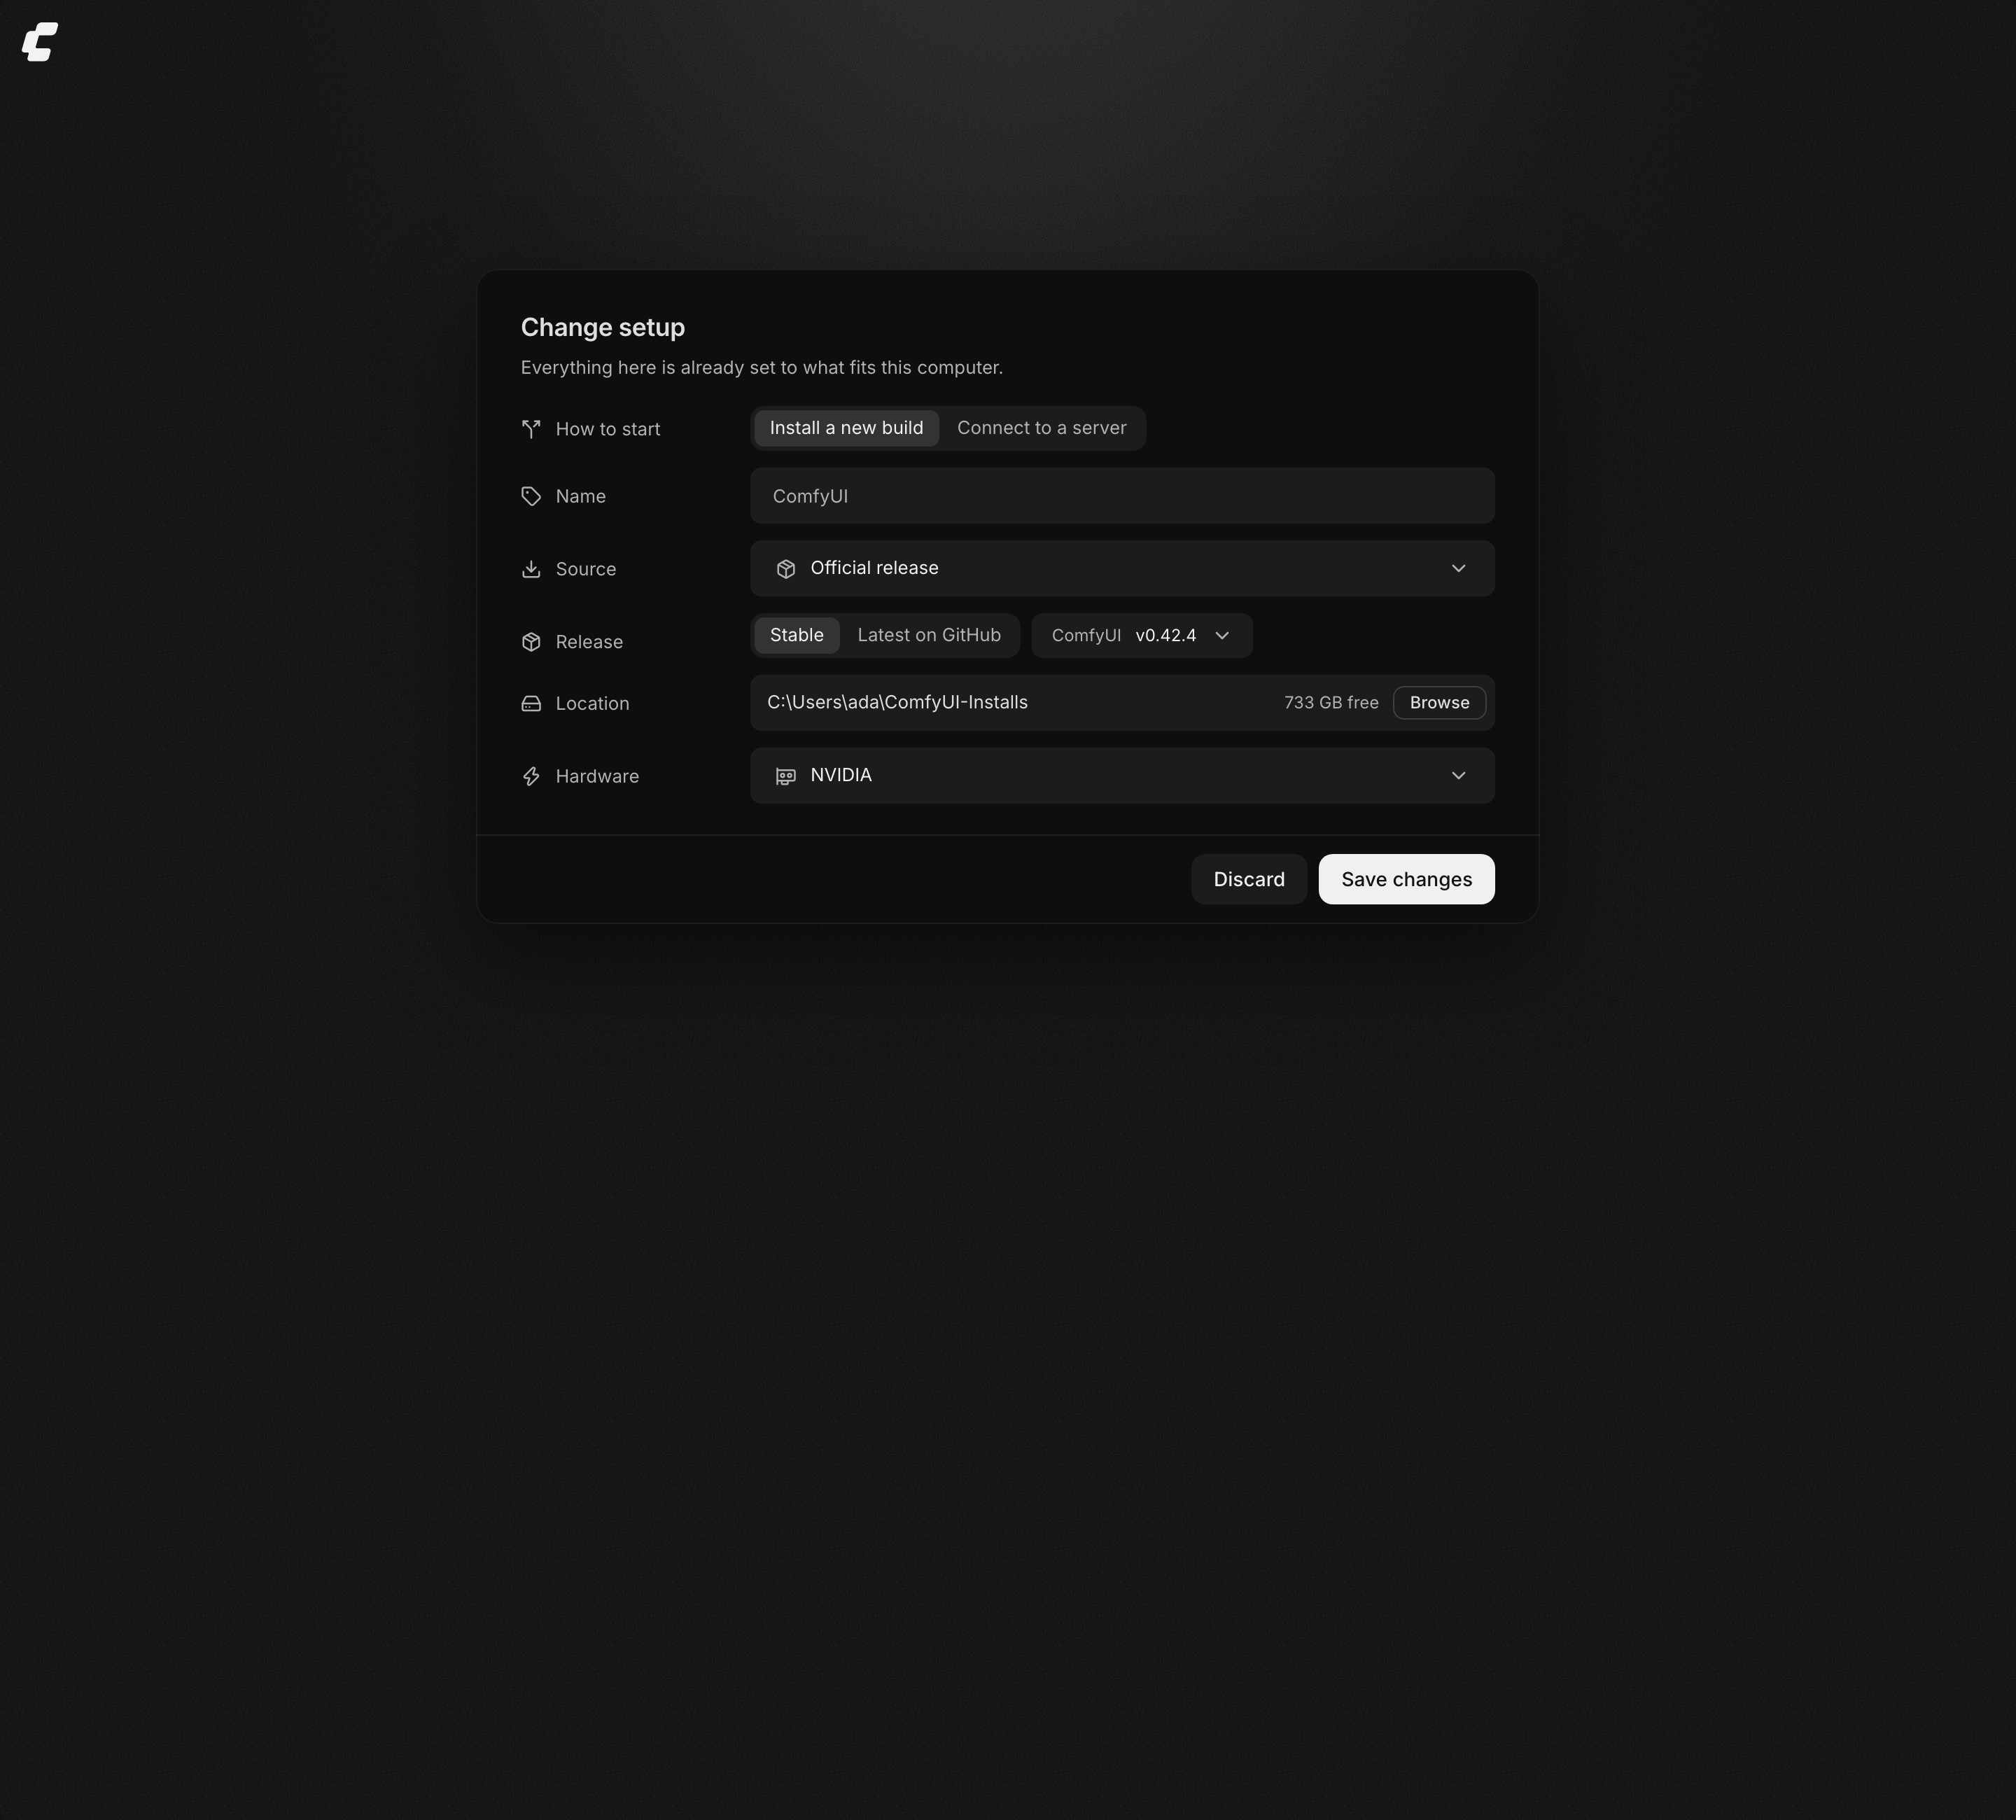 Change setup
Everything here is already set to what fits this computer.
How to start
Install a new build
Connect to a server
Name
ComfyUI
Source
Official release
Release
Stable
Latest on GitHub
ComfyUI v0.42.4
Location
C:\Users\ada\ComfyUI-Installs
733 GB free
Browse
Hardware
NVIDIA
Discard
Save changes